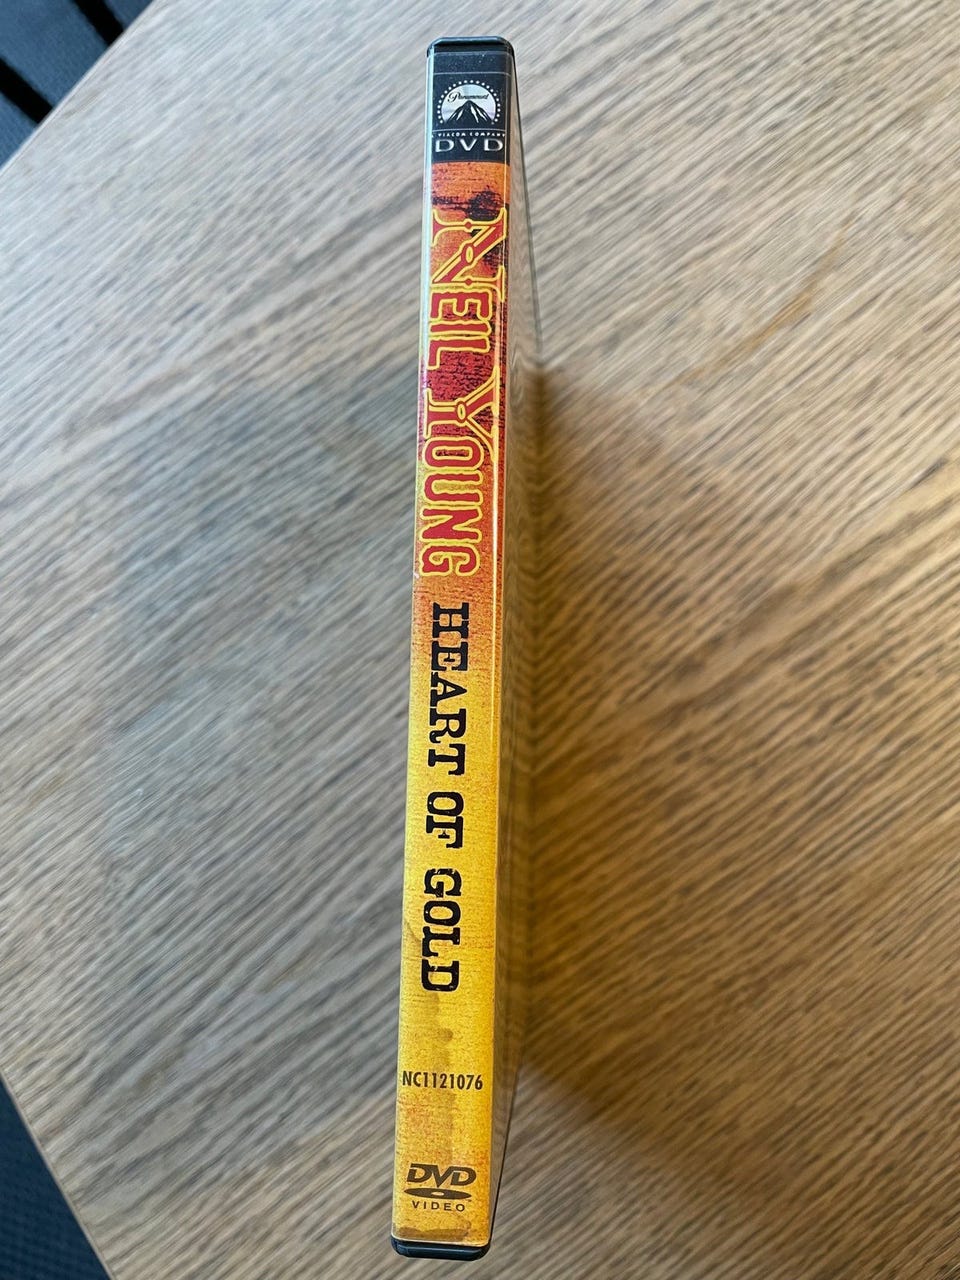 Paramount
A VIACOM COMPANY
DVD
NEIL YOUNG
HEART OF GOLD
NC1121076
DVD
VIDEO